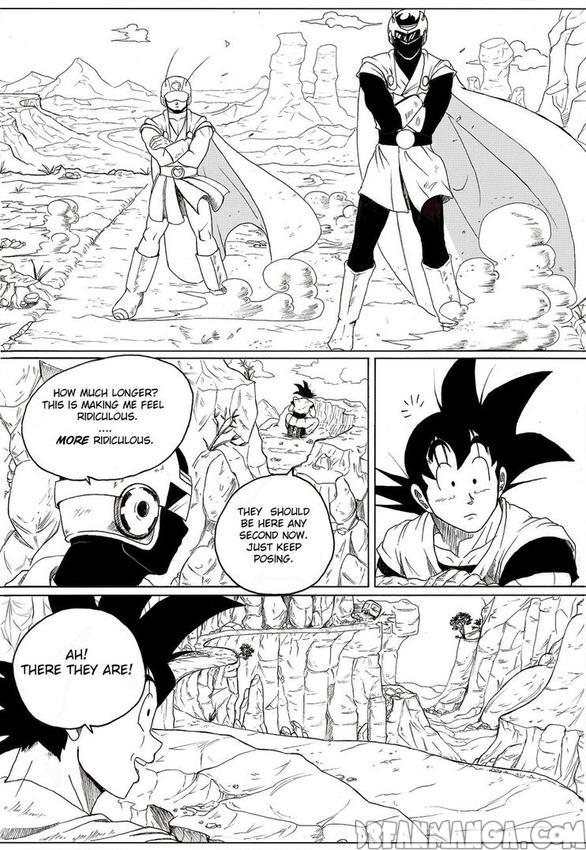 HOW MUCH LONGER?
THIS IS MAKING ME FEEL
RIDICULOUS.
....
MORE RIDICULOUS.
THEY SHOULD
BE HERE ANY
SECOND NOW.
JUST KEEP
POSING.
AH!
THERE THEY ARE!
DBFANMANGA.COM